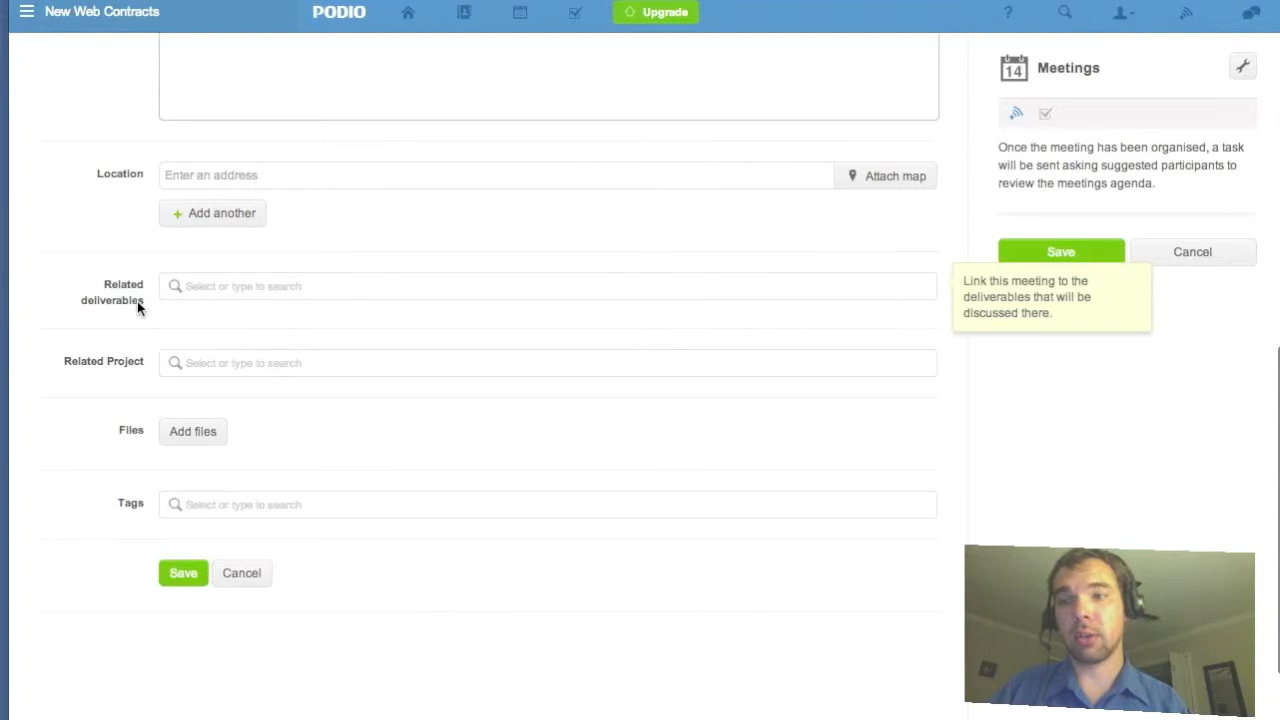 New Web Contracts
PODIO
Upgrade
?
14
Meetings
Once the meeting has been organised, a task
will be sent asking suggested participants to
review the meetings agenda.
Save
Cancel
Location
Enter an address
Attach map
+ Add another
Related
deliverables
Select or type to search
Link this meeting to the
deliverables that will be
discussed there.
Related Project
Select or type to search
Files
Add files
Tags
Select or type to search
Save
Cancel